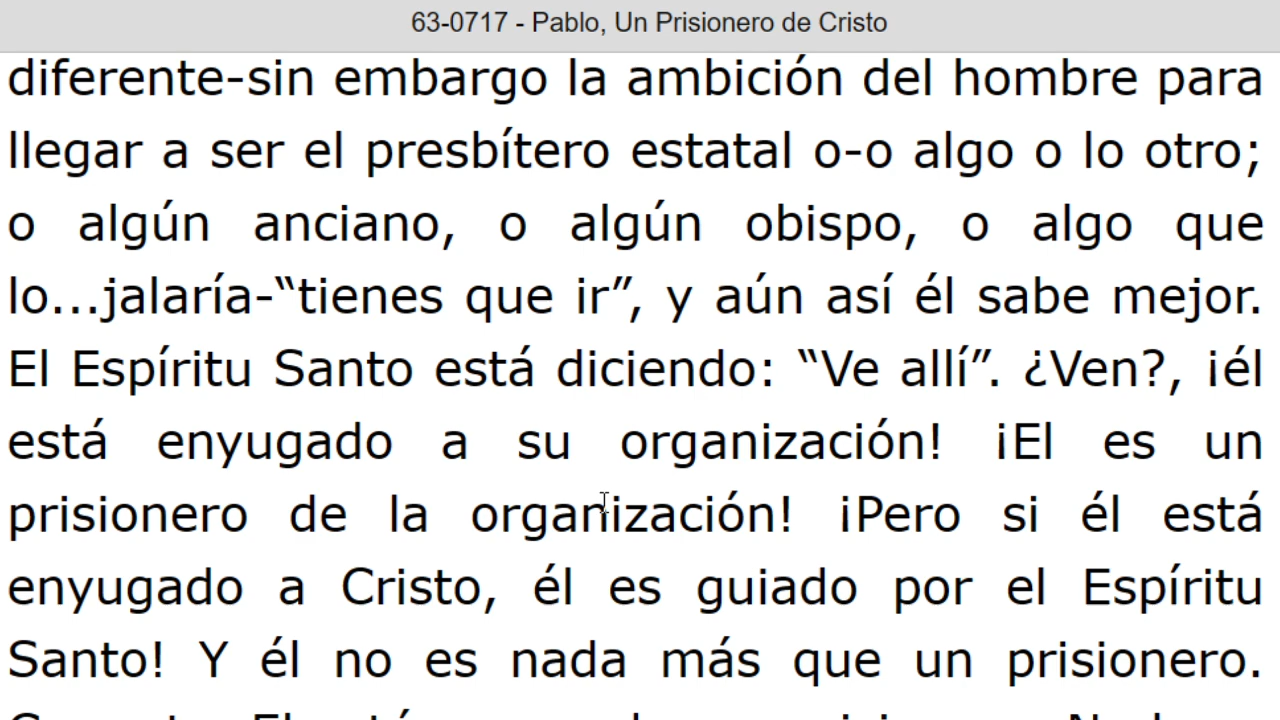 63-0717 - Pablo, Un Prisionero de Cristo
diferente-sin embargo la ambición del hombre para
llegar a ser el presbítero estatal o-o algo o lo otro;
o algún anciano, o algún obispo, o algo que
lo...jalaría-“tienes que ir”, y aún así él sabe mejor.
El Espíritu Santo está diciendo: “Ve allí”. ¿Ven?, ¡él
está enyugado a su organización! ¡El es un
prisionero de la organización! ¡Pero si él está
enyugado a Cristo, él es guiado por el Espíritu
Santo! Y él no es nada más que un prisionero.